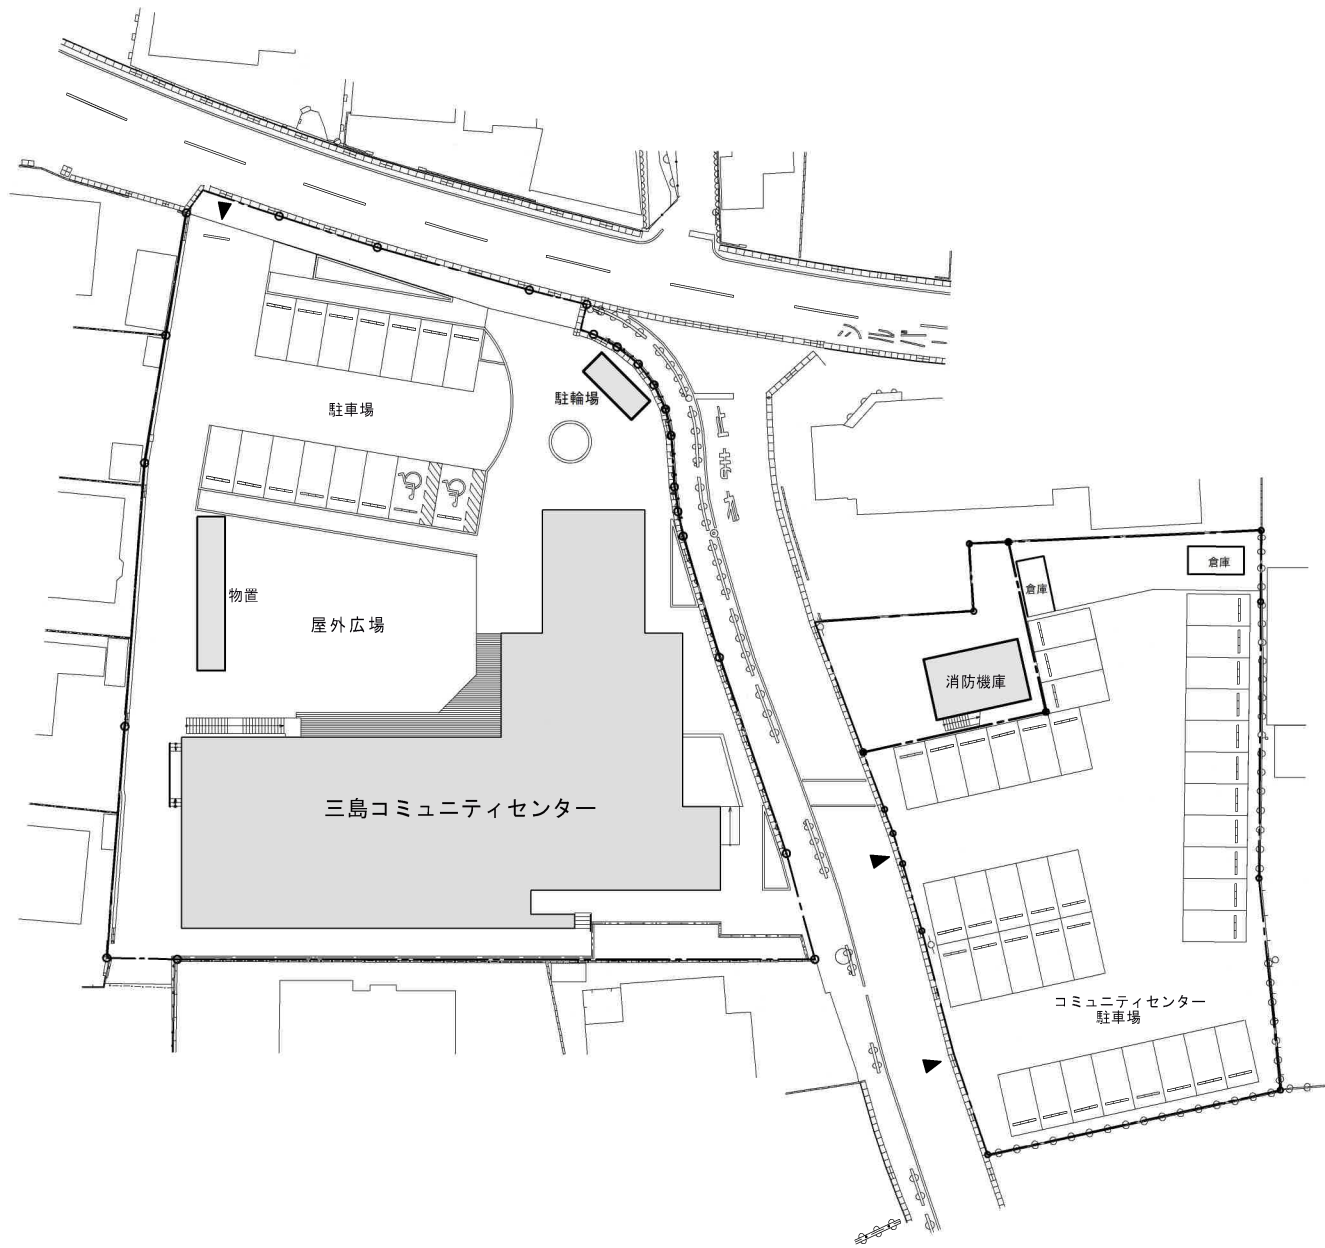 駐車場
駐輪場
物置
屋外広場
三島コミュニティセンター
倉庫
倉庫
消防機庫
コミュニティセンター
駐車場